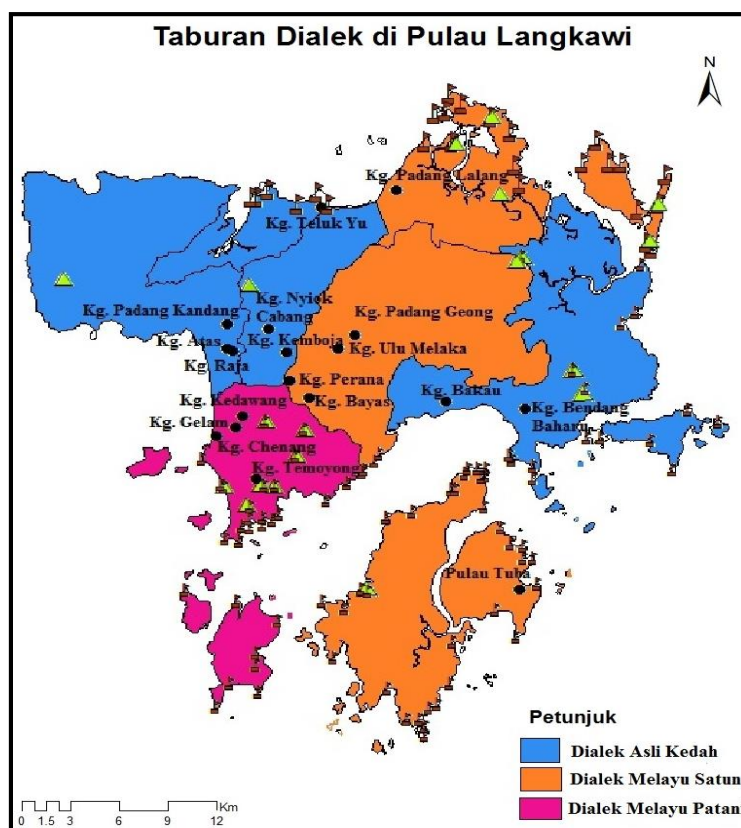 Taburan Dialek di Pulau Langkawi
N
Kg. Padang Lalang
Kg. Teluk Yu
Kg. Nyiok
Cabang
Kg. Padang Kandang
Kg. Padang Geong
Kg. Atas
Kg. Kemboja
Kg. Ulu Melaka
Kg. Raja
Kg. Perana
Kg. Bayas
Kg. Bakau
Kg. Kedawang
Kg. Bendang
Baharu
Kg. Gelam
Kg. Chenang
Kg. Temoyong
Pulau Tuba
Petunjuk
Dialek Asli Kedah
Dialek Melayu Satun
Dialek Melayu Patani
Km
0 1.5 3 6 9 12